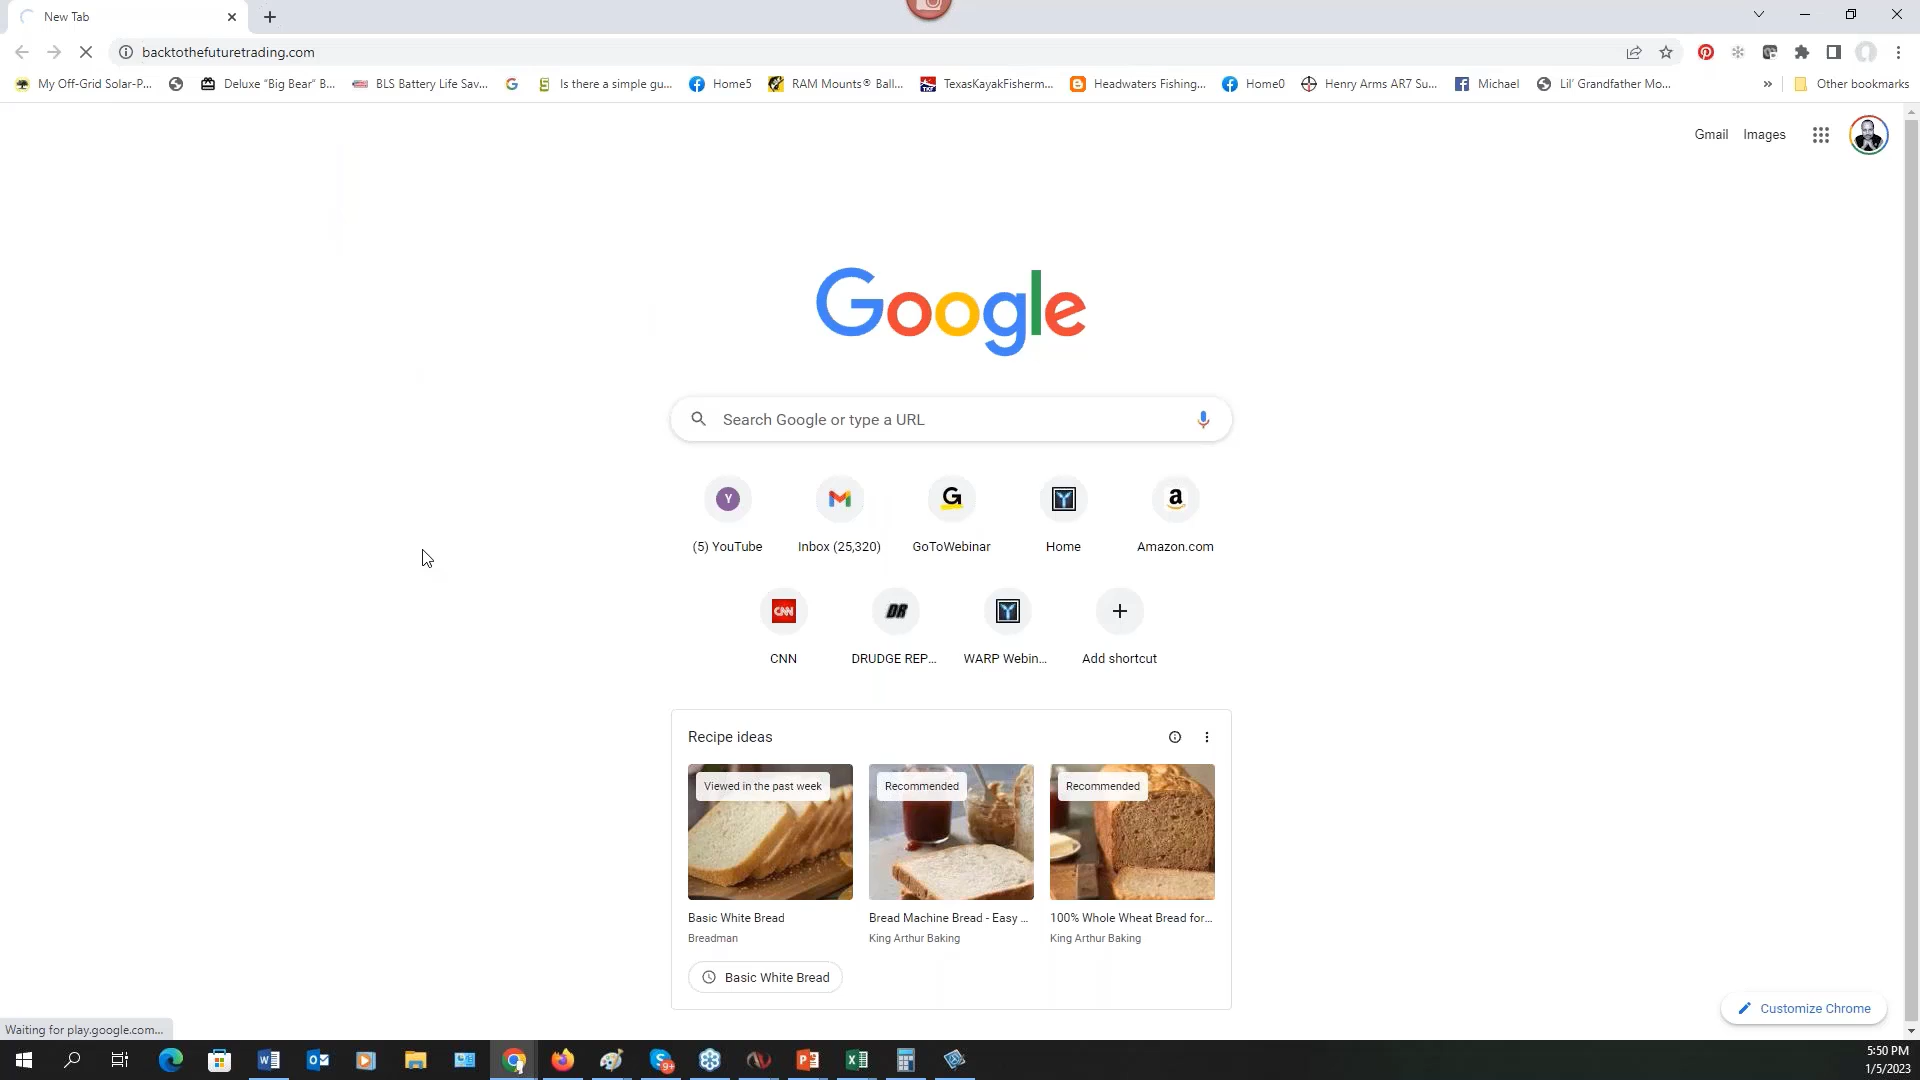 New Tab
backtothefuturetrading.com
My Off-Grid Solar-P...
Deluxe "Big Bear" B...
BLS Battery Life Sav...
Is there a simple gu...
Home5
RAM Mounts® Ball...
TexasKayakFisherm...
Headwaters Fishing...
Home0
Henry Arms AR7 Su...
Michael
Lil' Grandfather Mo...
»
Other bookmarks
Gmail
Images
Google
Search Google or type a URL
Y
(5) YouTube
Inbox (25,320)
GoToWebinar
Home
Amazon.com
CNN
DR
CNN
DRUDGE REP...
WARP Webin...
Add shortcut
Recipe ideas
Viewed in the past week
Recommended
Recommended
Basic White Bread
Bread Machine Bread - Easy ...
100% Whole Wheat Bread for...
Breadman
King Arthur Baking
King Arthur Baking
Basic White Bread
Customize Chrome
Waiting for play.google.com...
9+
5:50 PM
1/5/2023